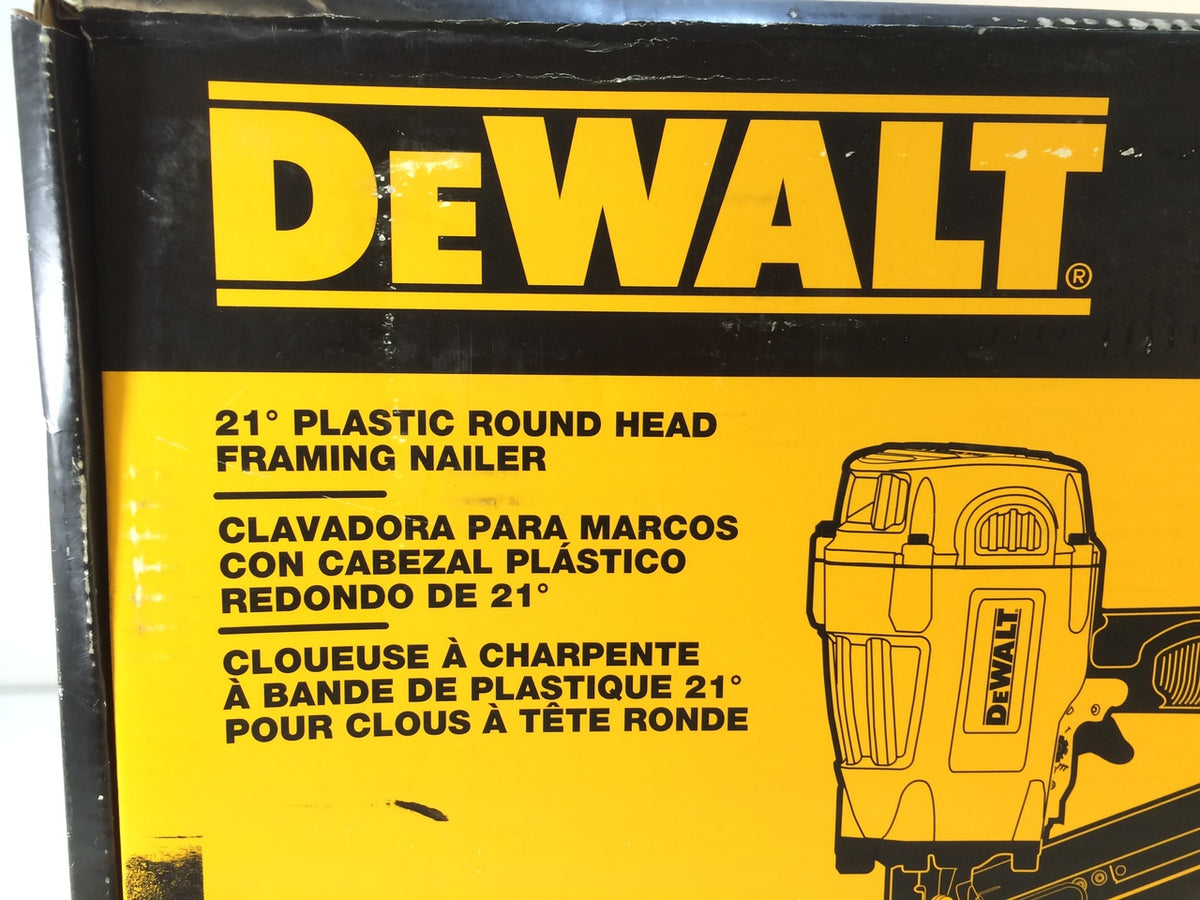 DEWALT®
21° PLASTIC ROUND HEAD
FRAMING NAILER
CLAVADORA PARA MARCOS
CON CABEZAL PLÁSTICO
REDONDO DE 21°
CLOUEUSE À CHARPENTE
À BANDE DE PLASTIQUE 21°
POUR CLOUS À TÊTE RONDE
DEWALT